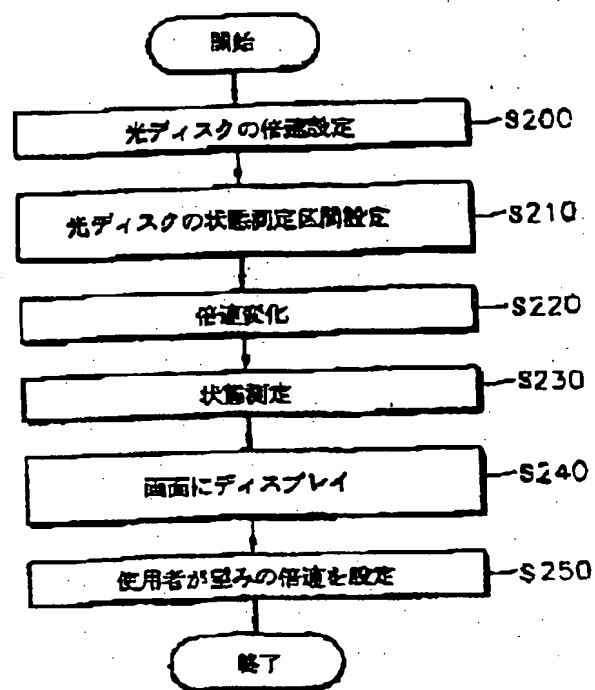 開始
光ディスクの倍速設定
S200
光ディスクの状態測定区間設定
S210
倍速変化
S220
状態測定
S230
画面にディスプレイ
S240
使用者が望みの倍速を設定
S250
終了